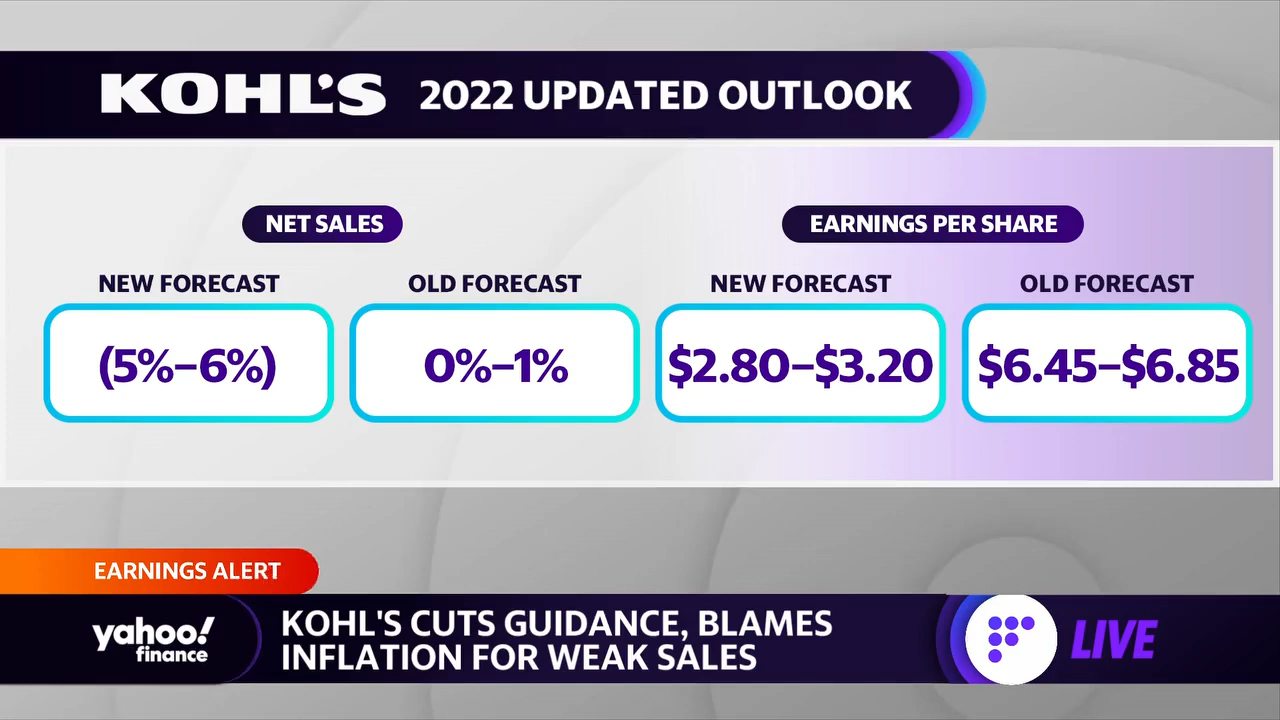 KOHL'S 2022 UPDATED OUTLOOK
NET SALES
NEW FORECAST
(5%–6%)
OLD FORECAST
0%–1%
EARNINGS PER SHARE
NEW FORECAST
$2.80–$3.20
OLD FORECAST
$6.45–$6.85
EARNINGS ALERT
yahoo!
finance
KOHL'S CUTS GUIDANCE, BLAMES
INFLATION FOR WEAK SALES
LIVE